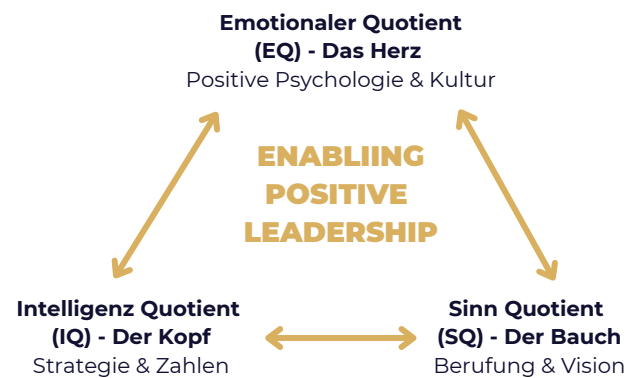 Emotionaler Quotient
(EQ) - Das Herz
Positive Psychologie & Kultur
ENABLIING
POSITIVE
LEADERSHIP
Intelligenz Quotient
(IQ) - Der Kopf
Strategie & Zahlen
Sinn Quotient
(SQ) - Der Bauch
Berufung & Vision